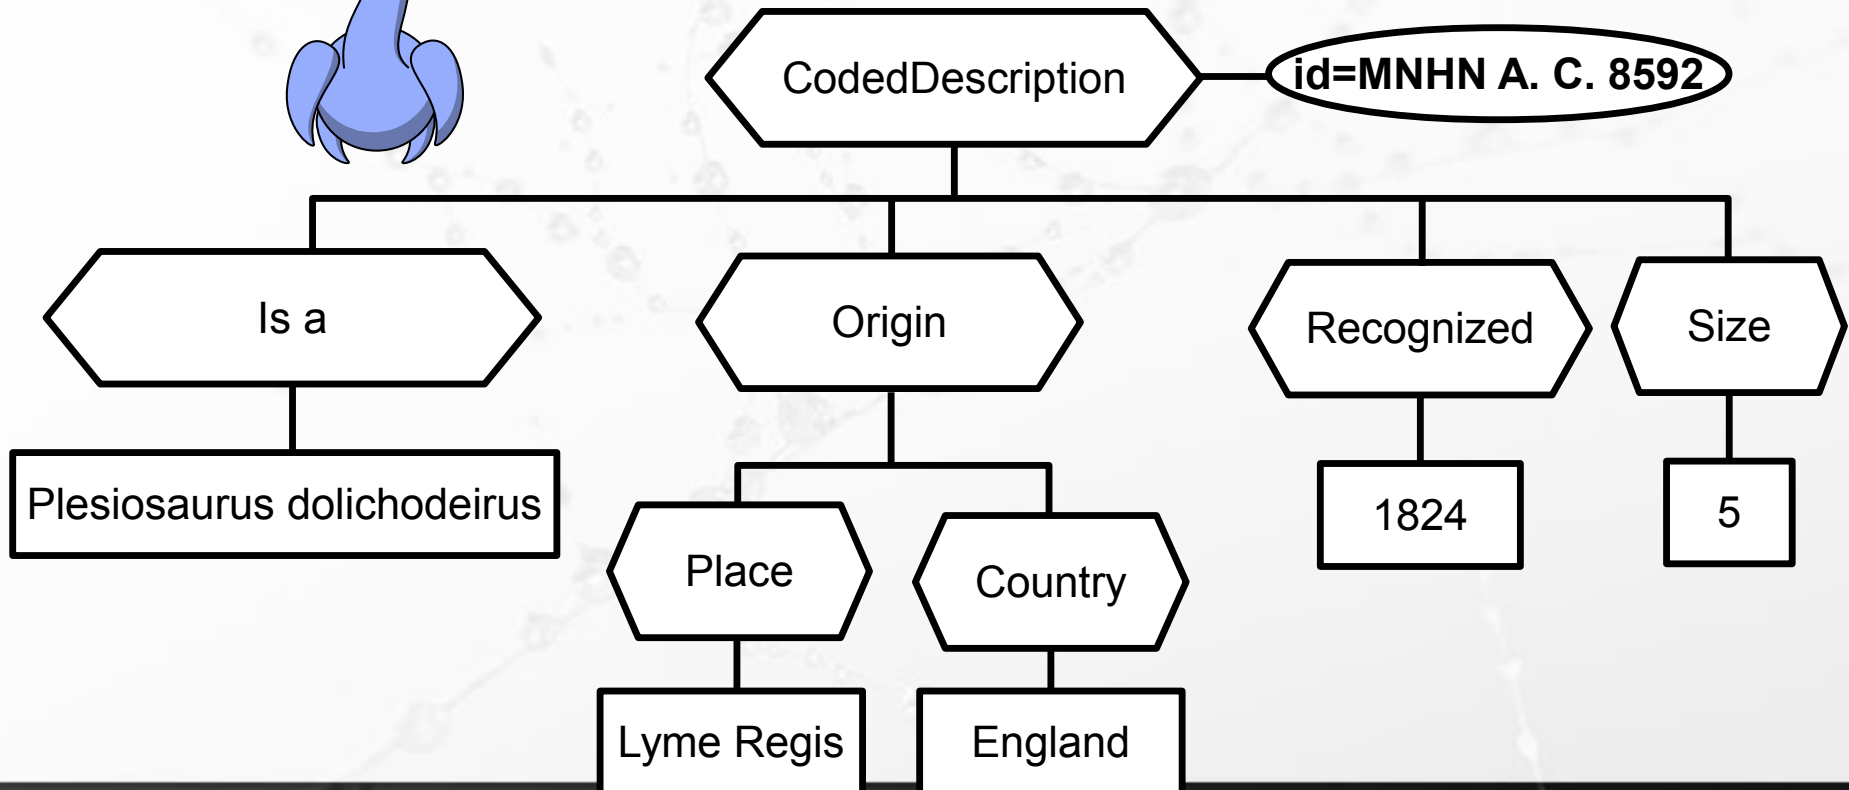 CodedDescription
id=MNHN A. C. 8592
Is a
Origin
Recognized
Size
Plesiosaurus dolichodeirus
1824
5
Place
Country
Lyme Regis
England